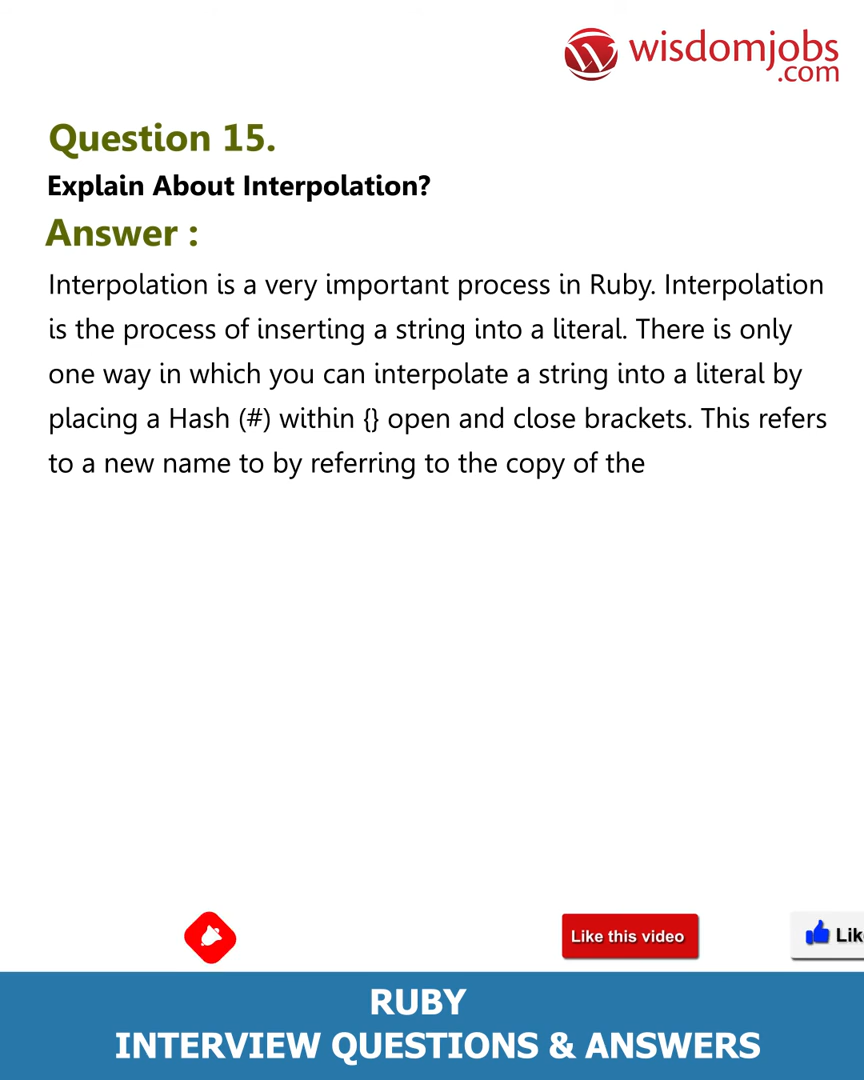 wisdomjobs
.com
Question 15.
Explain About Interpolation?
Answer :
Interpolation is a very important process in Ruby. Interpolation
is the process of inserting a string into a literal. There is only
one way in which you can interpolate a string into a literal by
placing a Hash (#) within {} open and close brackets. This refers
to a new name to by referring to the copy of the
Like this video
Lik
RUBY
INTERVIEW QUESTIONS & ANSWERS